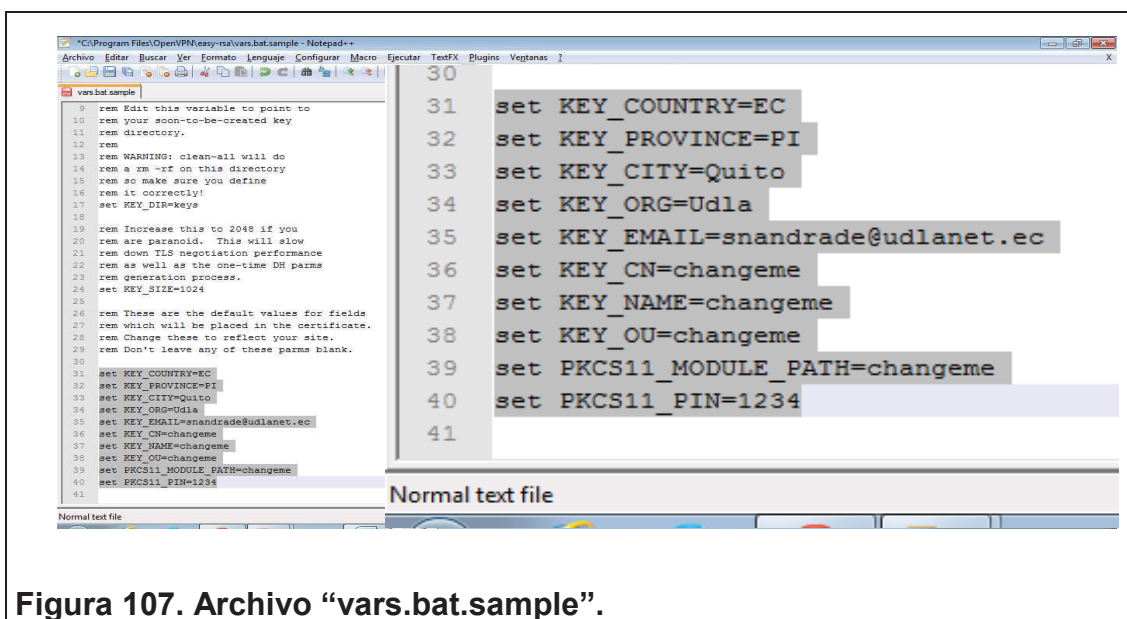 *C:\Program Files\OpenVPN\easy-rsa\vars.bat.sample - Notepad++
Archivo Editar Buscar Ver Formato Lenguaje Configurar Macro Ejecutar TextFX Plugins Ventanas ? X
vars.bat.sample
9 rem Edit this variable to point to
10 rem your soon-to-be-created key
11 rem directory.
12 rem
13 rem WARNING: clean-all will do
14 rem a rm -rf on this directory
15 rem so make sure you define
16 rem it correctly!
17 set KEY_DIR=keys
18
19 rem Increase this to 2048 if you
20 rem are paranoid. This will slow
21 rem down TLS negotiation performance
22 rem as well as the one-time DH parms
23 rem generation process.
24 set KEY_SIZE=1024
25
26 rem These are the default values for fields
27 rem which will be placed in the certificate.
28 rem Change these to reflect your site.
29 rem Don't leave any of these parms blank.
30
31 set KEY_COUNTRY=EC
32 set KEY_PROVINCE=PI
33 set KEY_CITY=Quito
34 set KEY_ORG=Udla
35 set KEY_EMAIL=snandrade@udlanet.ec
36 set KEY_CN=changeme
37 set KEY_NAME=changeme
38 set KEY_OU=changeme
39 set PKCS11_MODULE_PATH=changeme
40 set PKCS11_PIN=1234
41
Normal text file
30
31 set KEY_COUNTRY=EC
32 set KEY_PROVINCE=PI
33 set KEY_CITY=Quito
34 set KEY_ORG=Udla
35 set KEY_EMAIL=snandrade@udlanet.ec
36 set KEY_CN=changeme
37 set KEY_NAME=changeme
38 set KEY_OU=changeme
39 set PKCS11_MODULE_PATH=changeme
40 set PKCS11_PIN=1234
41
Normal text file
Figura 107. Archivo “vars.bat.sample”.